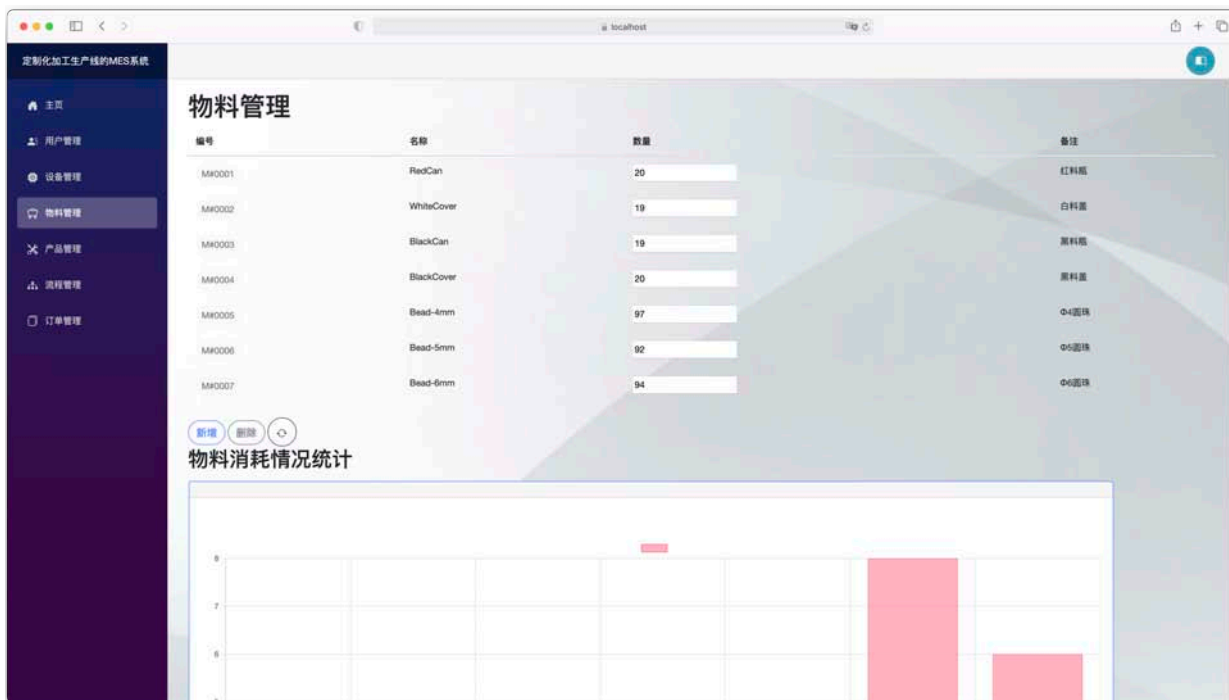 localhost
定制化加工生产线的MES系统
主页
用户管理
设备管理
物料管理
产品管理
流程管理
订单管理
物料管理
编号 名称 数量 备注
M#0001 RedCan 20 红料瓶
M#0002 WhiteCover 19 白料盖
M#0003 BlackCan 19 黑料瓶
M#0004 BlackCover 20 黑料盖
M#0005 Bead-4mm 97 Φ4圆珠
M#0006 Bead-5mm 92 Φ5圆珠
M#0007 Bead-6mm 94 Φ6圆珠
新增 删除
物料消耗情况统计
8
7
6